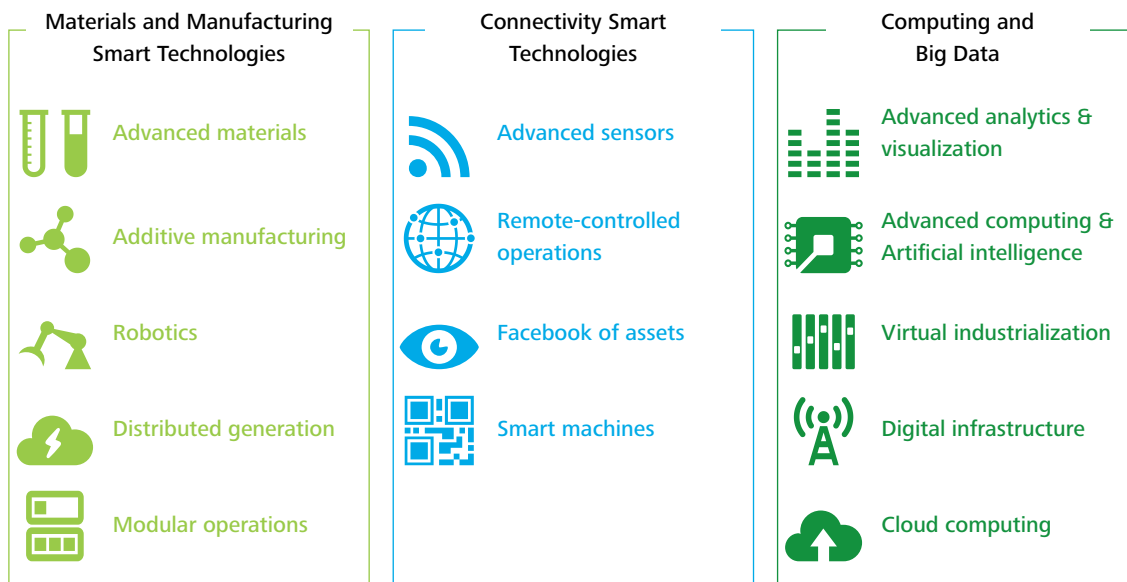 Materials and Manufacturing
Smart Technologies
Advanced materials
Additive manufacturing
Robotics
Distributed generation
Modular operations
Connectivity Smart
Technologies
Advanced sensors
Remote-controlled
operations
Facebook of assets
Smart machines
Computing and
Big Data
Advanced analytics &
visualization
Advanced computing &
Artificial intelligence
Virtual industrialization
Digital infrastructure
Cloud computing